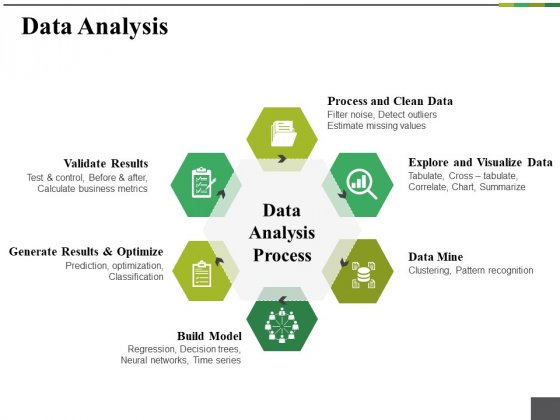 Data Analysis
Process and Clean Data
Filter noise, Detect outliers
Estimate missing values
Explore and Visualize Data
Tabulate, Cross – tabulate,
Correlate, Chart, Summarize
Data Mine
Clustering, Pattern recognition
Build Model
Regression, Decision trees,
Neural networks, Time series
Generate Results & Optimize
Prediction, optimization,
Classification
Validate Results
Test & control, Before & after,
Calculate business metrics
Data
Analysis
Process